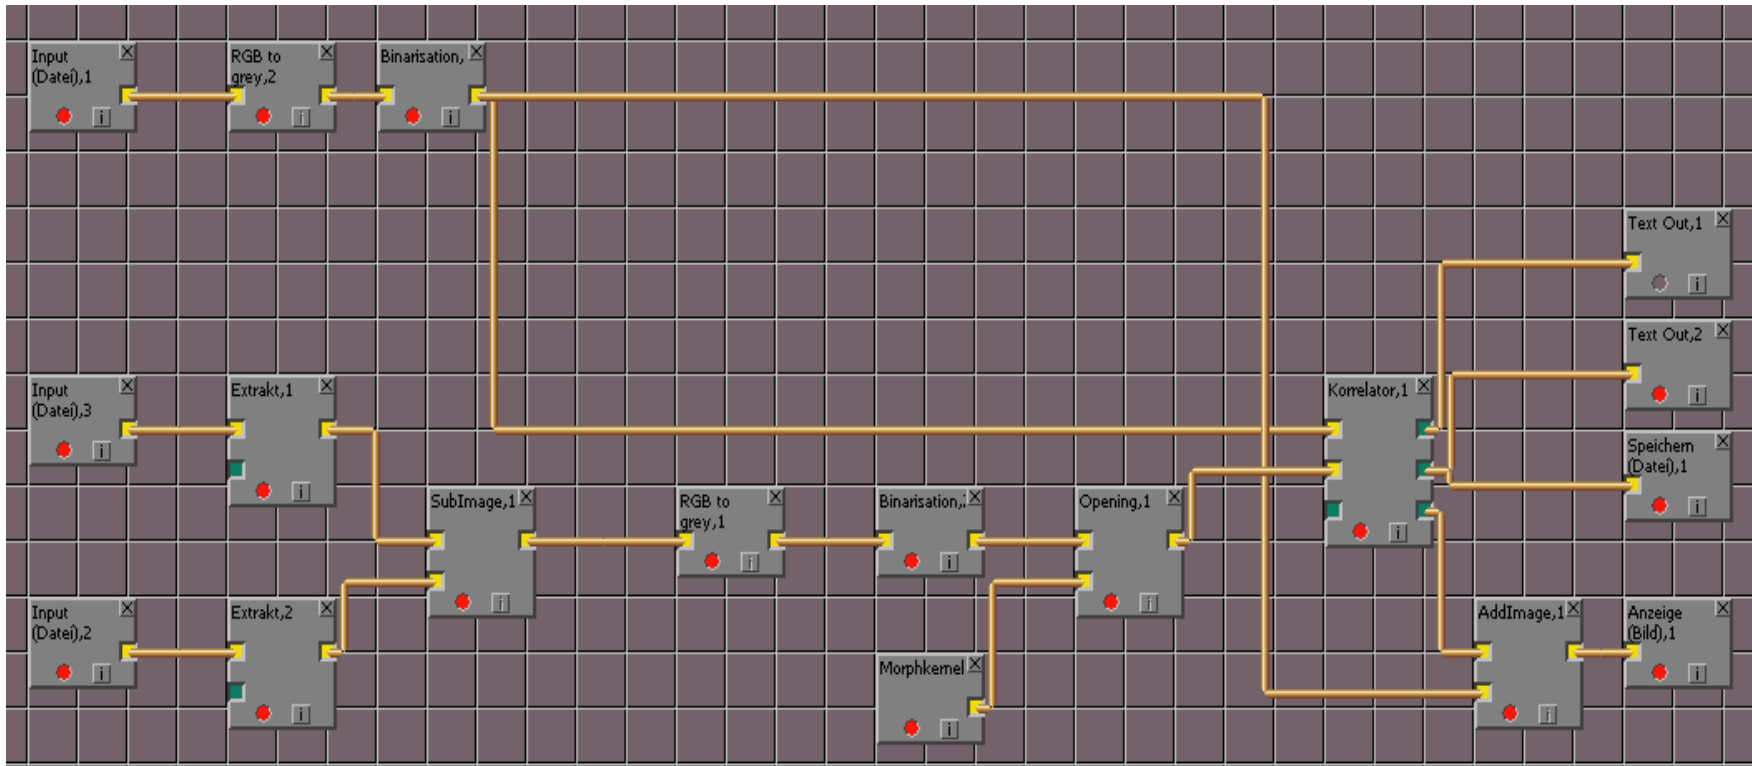 Input
(Datei),1
i
RGB to
grey,2
i
Binarisation,
i
Text Out,1
i
Text Out,2
i
Input
(Datei),3
i
Extrakt,1
i
Korrelator,1
i
Speichern
(Datei),1
i
SubImage,1
i
RGB to
grey,1
i
Binarisation,
i
Opening,1
i
Input
(Datei),2
i
Extrakt,2
i
Morphkernel
i
AddImage,1
i
Anzeige
(Bild),1
i